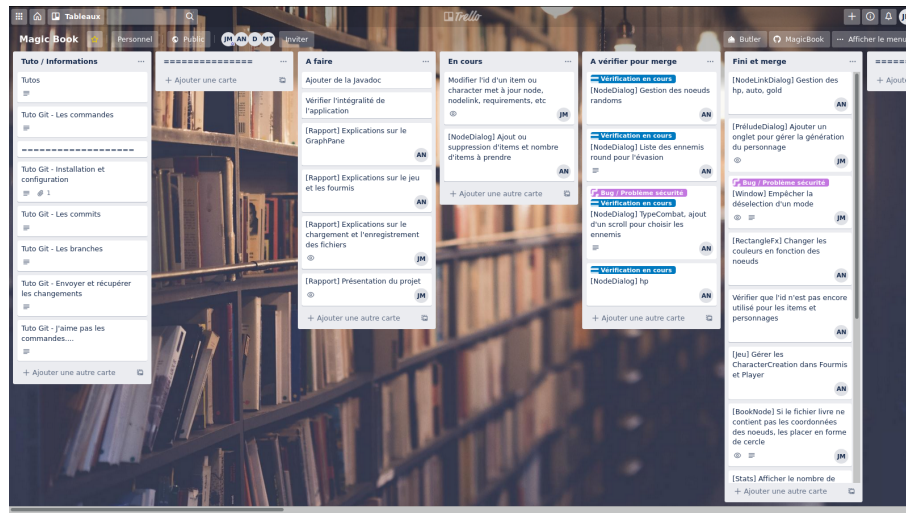 Tableaux
Trello
Magic Book
Personnel
Public
JM AN D MT
Inviter
Butler
MagicBook
Afficher le menu
Tuto / Informations
Tutos
Tuto Git - Les commandes
===================
Tuto Git - Installation et
configuration
1
Tuto Git - Les commits
Tuto Git - Les branches
Tuto Git - Envoyer et récupérer
les changements
Tuto Git - J'aime pas les
commandes....
+ Ajouter une autre carte
===============
+ Ajouter une carte
A faire
Ajouter de la Javadoc
Vérifier l'intégralité de
l'application
[Rapport] Explications sur le
GraphPane
AN
[Rapport] Explications sur le jeu
et les fourmis
AN
[Rapport] Explications sur le
chargement et l'enregistrement
des fichiers
JM
[Rapport] Présentation du projet
JM
+ Ajouter une autre carte
En cours
Modifier l'id d'un item ou
character met à jour node,
nodelink, requirements, etc
JM
[NodeDialog] Ajout ou
suppression d'items et nombre
d'items à prendre
AN
+ Ajouter une autre carte
A vérifier pour merge
Vérification en cours
[NodeDialog] Gestion des noeuds
randoms
AN
Vérification en cours
[NodeDialog] Liste des ennemis
round pour l'évasion
AN
Bug / Problème sécurité
Vérification en cours
[NodeDialog] TypeCombat, ajout
d'un scroll pour choisir les
ennemis
AN
Vérification en cours
[NodeDialog] hp
AN
+ Ajouter une autre carte
Fini et merge
[NodeLinkDialog] Gestion des
hp, auto, gold
AN
[PréludeDialog] Ajouter un
onglet pour gérer la génération
du personnage
JM
Bug / Problème sécurité
[Window] Empêcher la
désélection d'un mode
JM
[RectangleFx] Changer les
couleurs en fonction des
noeuds
AN
Vérifier que l'id n'est pas encore
utilisé pour les items et
personnages
AN
[Jeu] Gérer les
CharacterCreation dans Fourmis
et Player
AN
[BookNode] Si le fichier livre ne
contient pas les coordonnées
des noeuds, les placer en forme
de cercle
JM
[Stats] Afficher le nombre de
+ Ajouter une autre carte